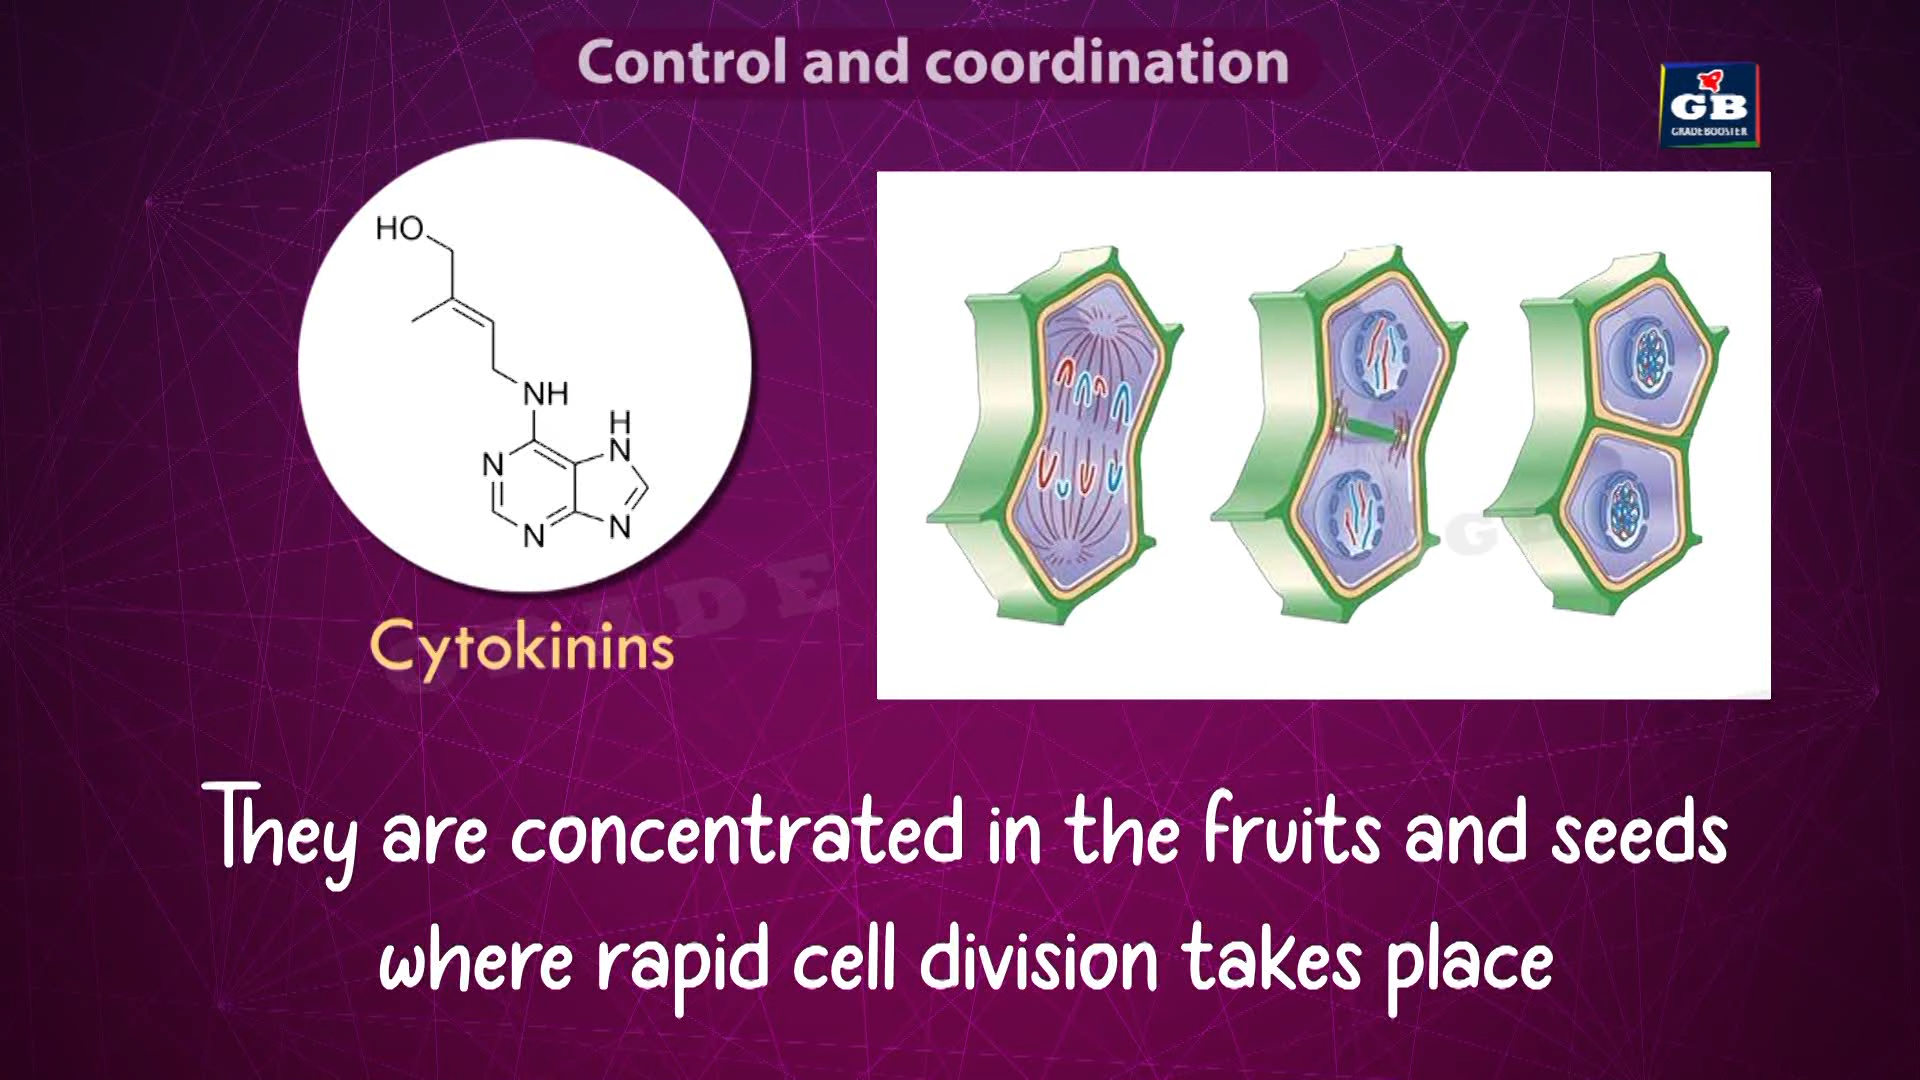 Control and coordination
GB
GRADEBOOSTER
HO
NH
H
N
N
N
N
Cytokinins
They are concentrated in the fruits and seeds
where rapid cell division takes place